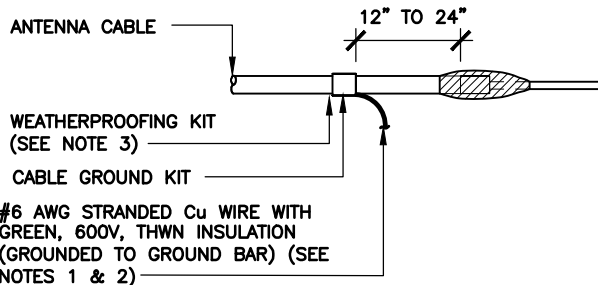 12" TO 24"
ANTENNA CABLE
WEATHERPROOFING KIT
(SEE NOTE 3)
CABLE GROUND KIT
#6 AWG STRANDED Cu WIRE WITH
GREEN, 600V, THWN INSULATION
(GROUNDED TO GROUND BAR) (SEE
NOTES 1 & 2)